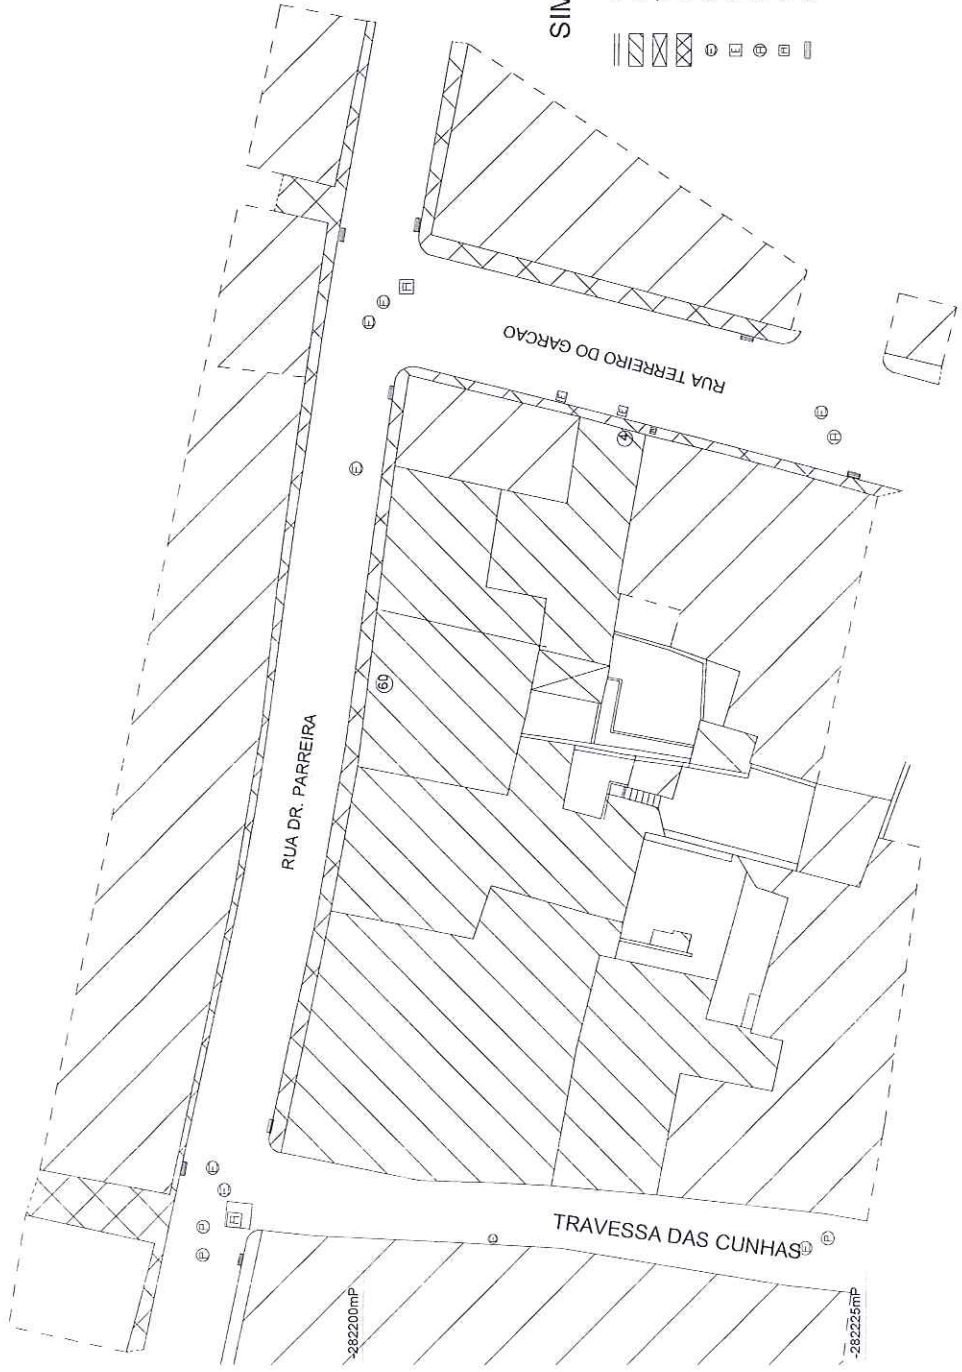 SIM
RUA TERREIRO DO GARCAO
4
60
RUA DR. PARREIRA
TRAVESSA DAS CUNHAS
-282200mP
-282225mP